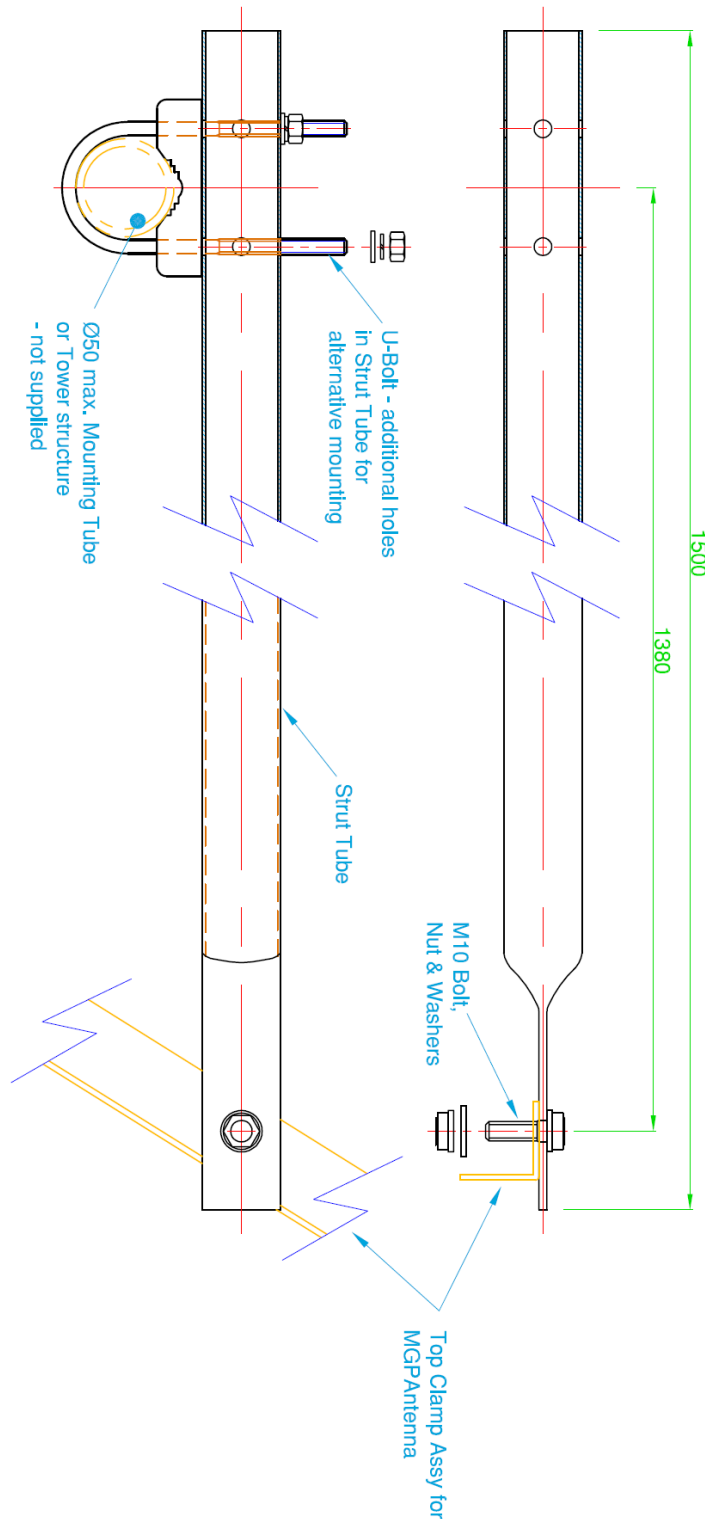 1500
1380
U-Bolt - additional holes
in Strut Tube for
alternative mounting
Ø50 max. Mounting Tube
or Tower structure
- not supplied
Strut Tube
M10 Bolt,
Nut & Washers
Top Clamp Assy for
MGPAntenna